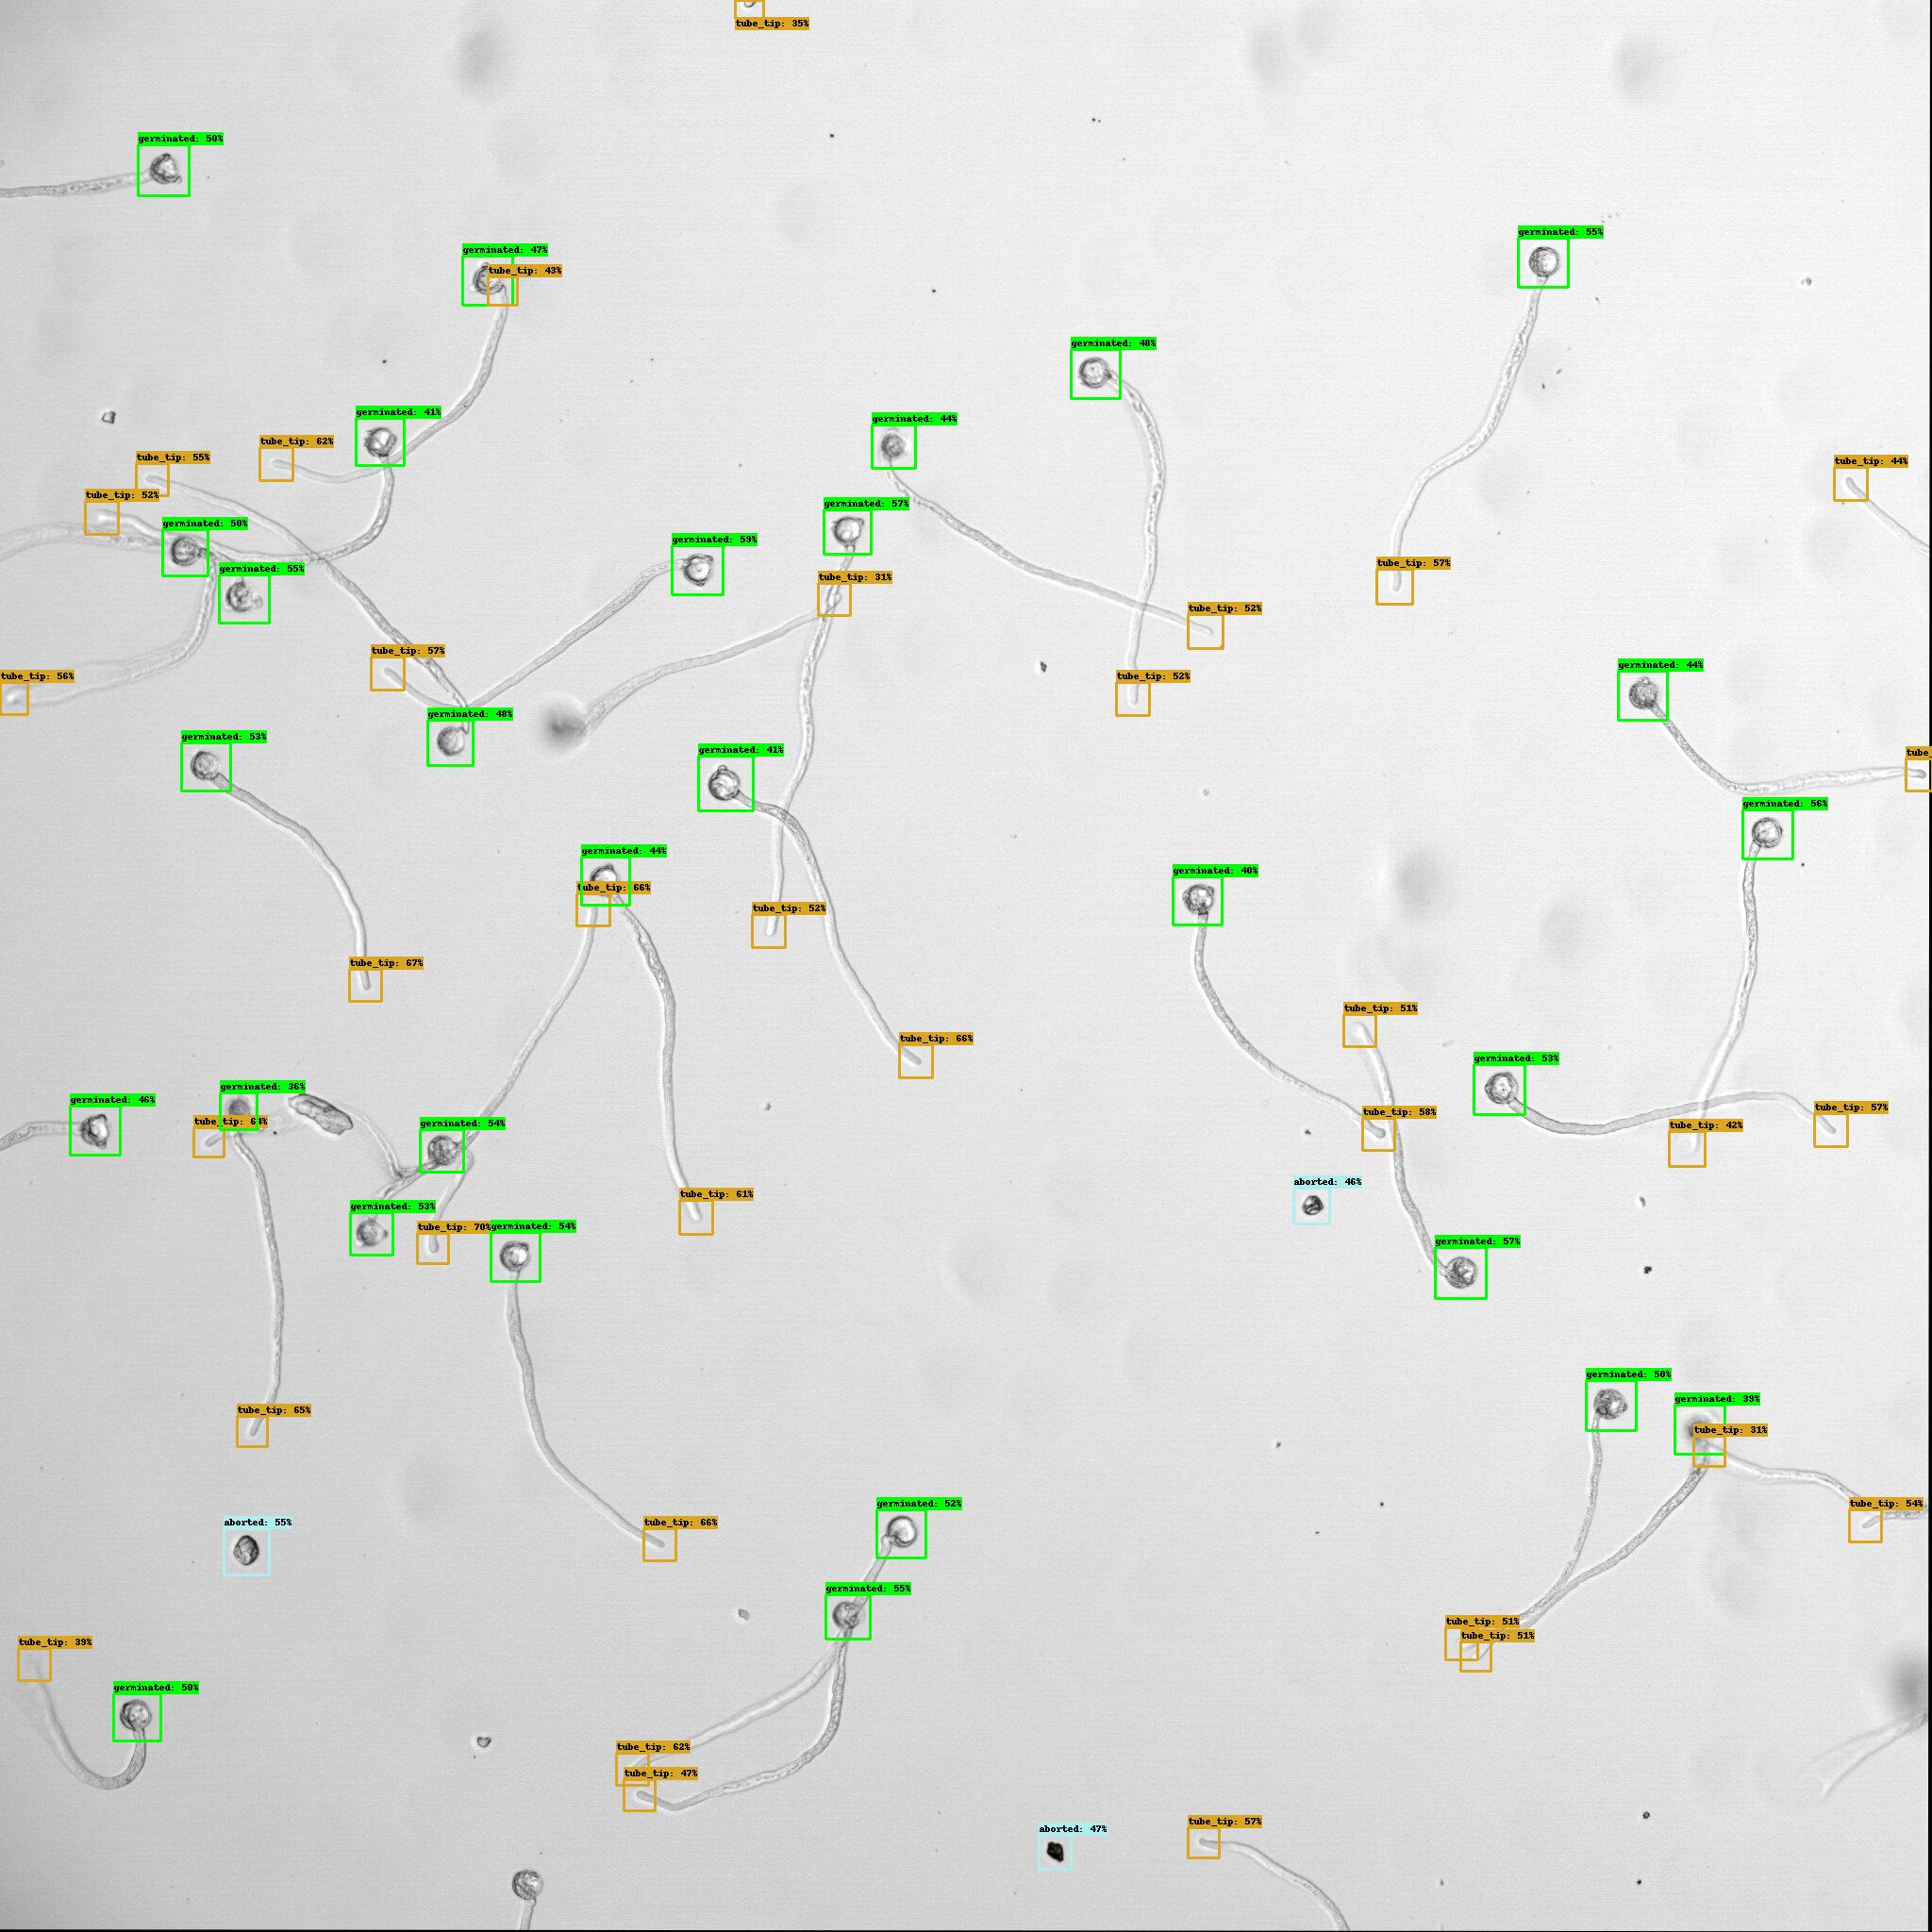 tube_tip: 35%
germinated: 50%
germinated: 55%
germinated: 47%
tube_tip: 43%
germinated: 48%
germinated: 41%
germinated: 44%
tube_tip: 62%
tube_tip: 55%
tube_tip: 44%
tube_tip: 52%
germinated: 57%
germinated: 50%
germinated: 59%
germinated: 55%
tube_tip: 57%
tube_tip: 31%
tube_tip: 52%
tube_tip: 57%
germinated: 44%
tube_tip: 56%
tube_tip: 52%
germinated: 48%
germinated: 53%
germinated: 41%
tube_
germinated: 56%
germinated: 44%
germinated: 40%
tube_tip: 66%
tube_tip: 52%
tube_tip: 67%
tube_tip: 51%
tube_tip: 66%
germinated: 53%
germinated: 36%
germinated: 46%
tube_tip: 57%
tube_tip: 58%
tube_tip: 64%
germinated: 54%
tube_tip: 42%
aborted: 46%
tube_tip: 61%
germinated: 53%
tube_tip: 70%
germinated: 54%
germinated: 57%
germinated: 50%
germinated: 39%
tube_tip: 65%
tube_tip: 31%
germinated: 52%
tube_tip: 54%
aborted: 55%
tube_tip: 66%
germinated: 55%
tube_tip: 51%
tube_tip: 51%
tube_tip: 39%
germinated: 50%
tube_tip: 62%
tube_tip: 47%
tube_tip: 57%
aborted: 47%